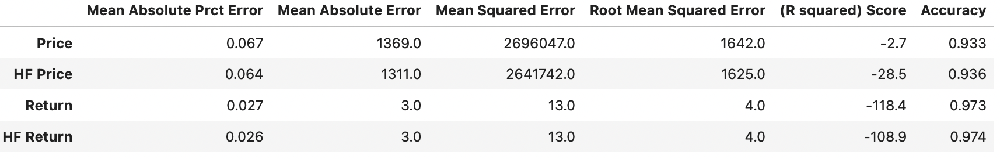 Mean Absolute Prct Error Mean Absolute Error Mean Squared Error Root Mean Squared Error (R squared) Score Accuracy
Price 0.067 1369.0 2696047.0 1642.0 -2.7 0.933
HF Price 0.064 1311.0 2641742.0 1625.0 -28.5 0.936
Return 0.027 3.0 13.0 4.0 -118.4 0.973
HF Return 0.026 3.0 13.0 4.0 -108.9 0.974